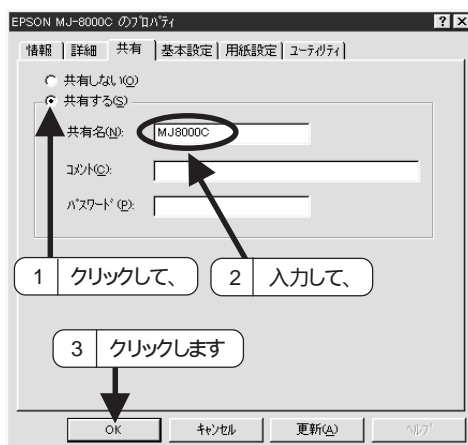 EPSON MJ-8000C のプロパティ
情報 詳細 共有 基本設定 用紙設定 ユーティリティ
共有しない(O)
共有する(S)
共有名(N): MJ8000C
コメント(C):
パスワード(P):
1 クリックして、 2 入力して、
3 クリックします
OK キャンセル 更新(A) ヘルプ